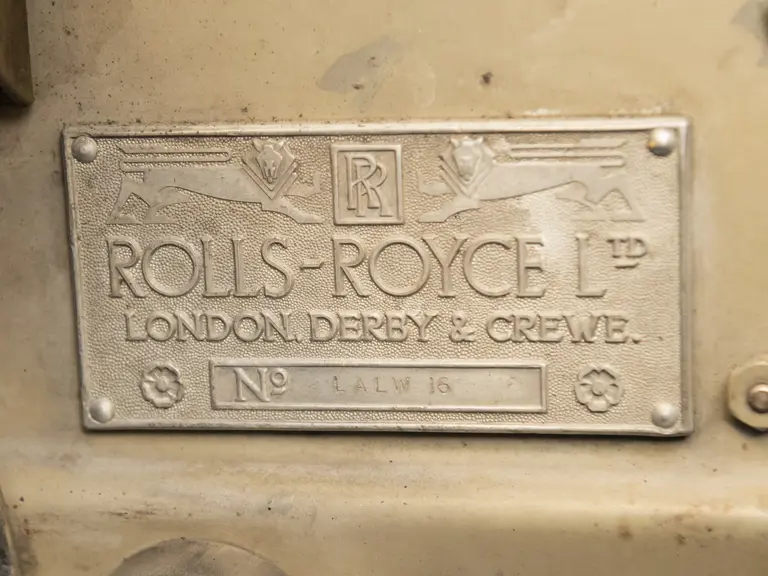 RR
ROLLS-ROYCE LTD
LONDON, DERBY & CREWE.
Nº LALW 16